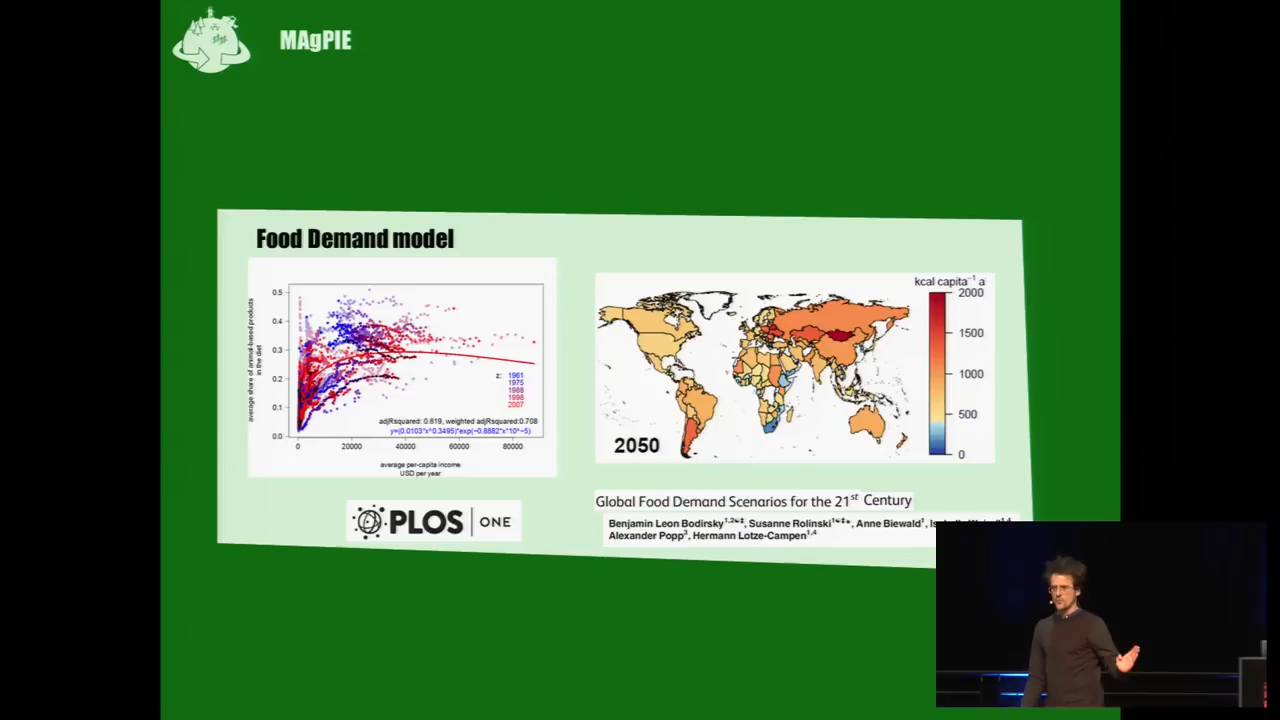 MAgPIE
Food Demand model
average share of animal-based products
in the diet
0.5
0.4
0.3
0.2
0.1
0.0
z: 1961
1975
1988
1998
2007
adjRsquared: 0.619, weighted adjRsquared:0.708
y=(0.0103*x^0.3495)*exp(−0.8882*x*10^−5)
0 20000 40000 60000 80000
average per-capita income
USD per year
kcal capita⁻¹ a
2000
1500
1000
500
0
2050
PLOS ONE
Global Food Demand Scenarios for the 21st Century
Benjamin Leon Bodirsky, Susanne Rolinski, Anne Biewald,
Alexander Popp, Hermann Lotze-Campen